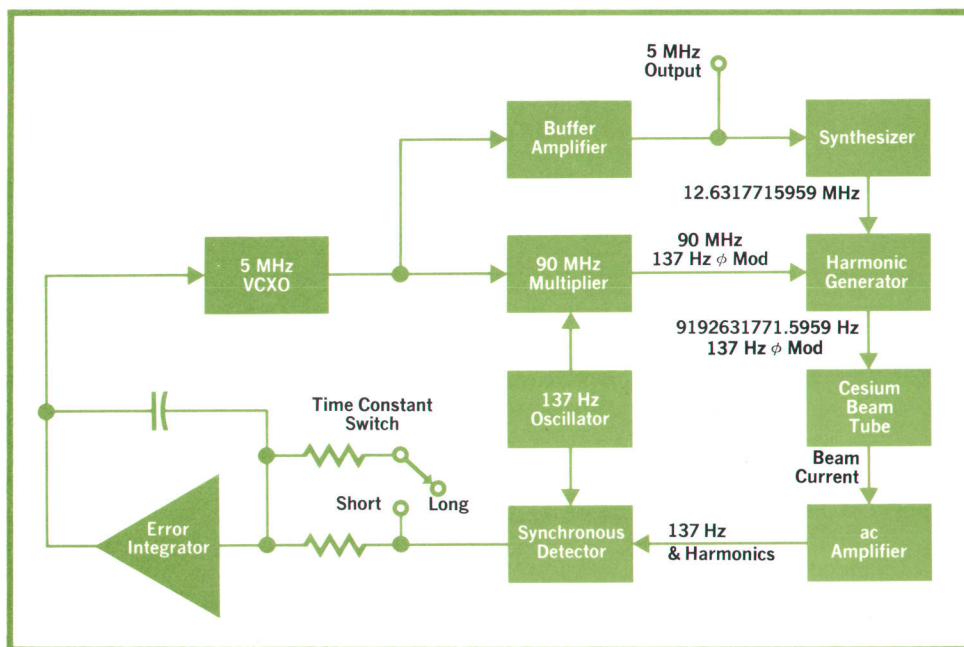 5 MHz
Output
Buffer
Amplifier
Synthesizer
12.6317715959 MHz
5 MHz
VCXO
90 MHz
Multiplier
90 MHz
137 Hz ϕ Mod
Harmonic
Generator
9192631771.5959 Hz
137 Hz ϕ Mod
Time Constant
Switch
137 Hz
Oscillator
Cesium
Beam
Tube
Beam
Current
Short
Long
Error
Integrator
Synchronous
Detector
137 Hz
& Harmonics
ac
Amplifier